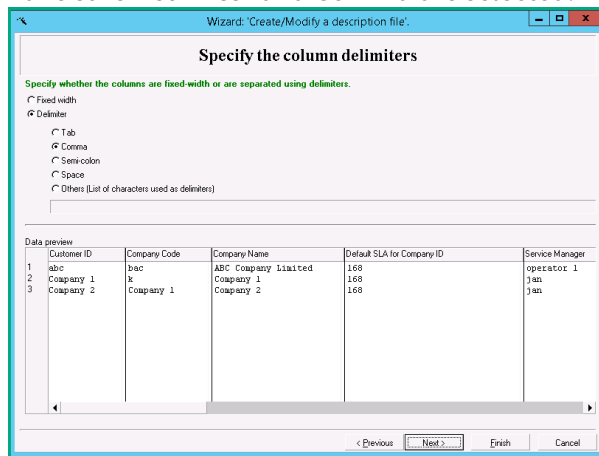 Wizard: 'Create/Modify a description file'.
Specify the column delimiters
Specify whether the columns are fixed-width or are separated using delimiters.
Fixed width
Delimiter
Tab
Comma
Semi-colon
Space
Others (List of characters used as delimiters)
Data preview
Customer ID Company Code Company Name Default SLA for Company ID Service Manager
1 abc bac ABC Company Limited 168 operator 1
2 Company 1 k Company 1 168 jan
3 Company 2 Company 1 Company 2 168 jan
< Previous Next > Finish Cancel